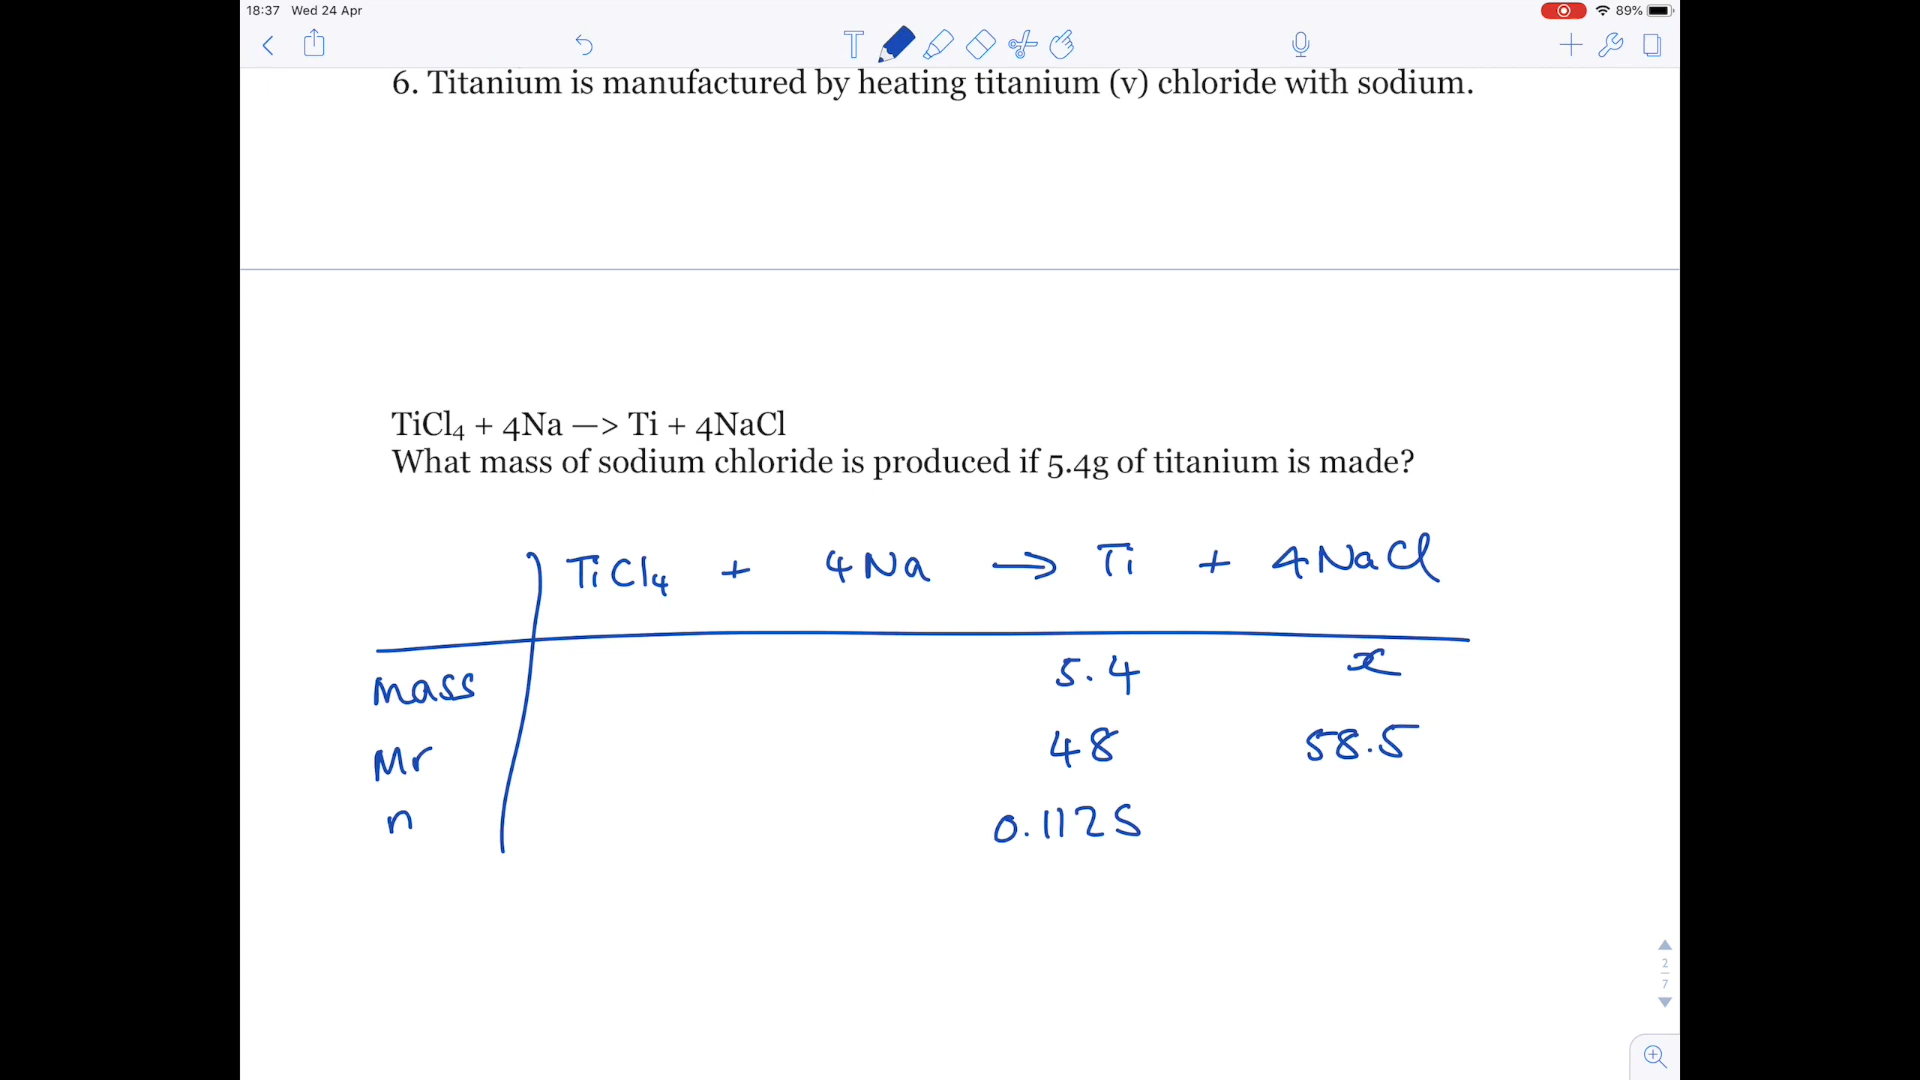 18:37 Wed 24 Apr 89%
T
6. Titanium is manufactured by heating titanium (v) chloride with sodium.
TiCl₄ + 4Na —> Ti + 4NaCl
What mass of sodium chloride is produced if 5.4g of titanium is made?
TiCl₄ + 4Na → Ti + 4NaCl
mass 5.4 x
Mr 48 58.5
n 0.1125
2
7